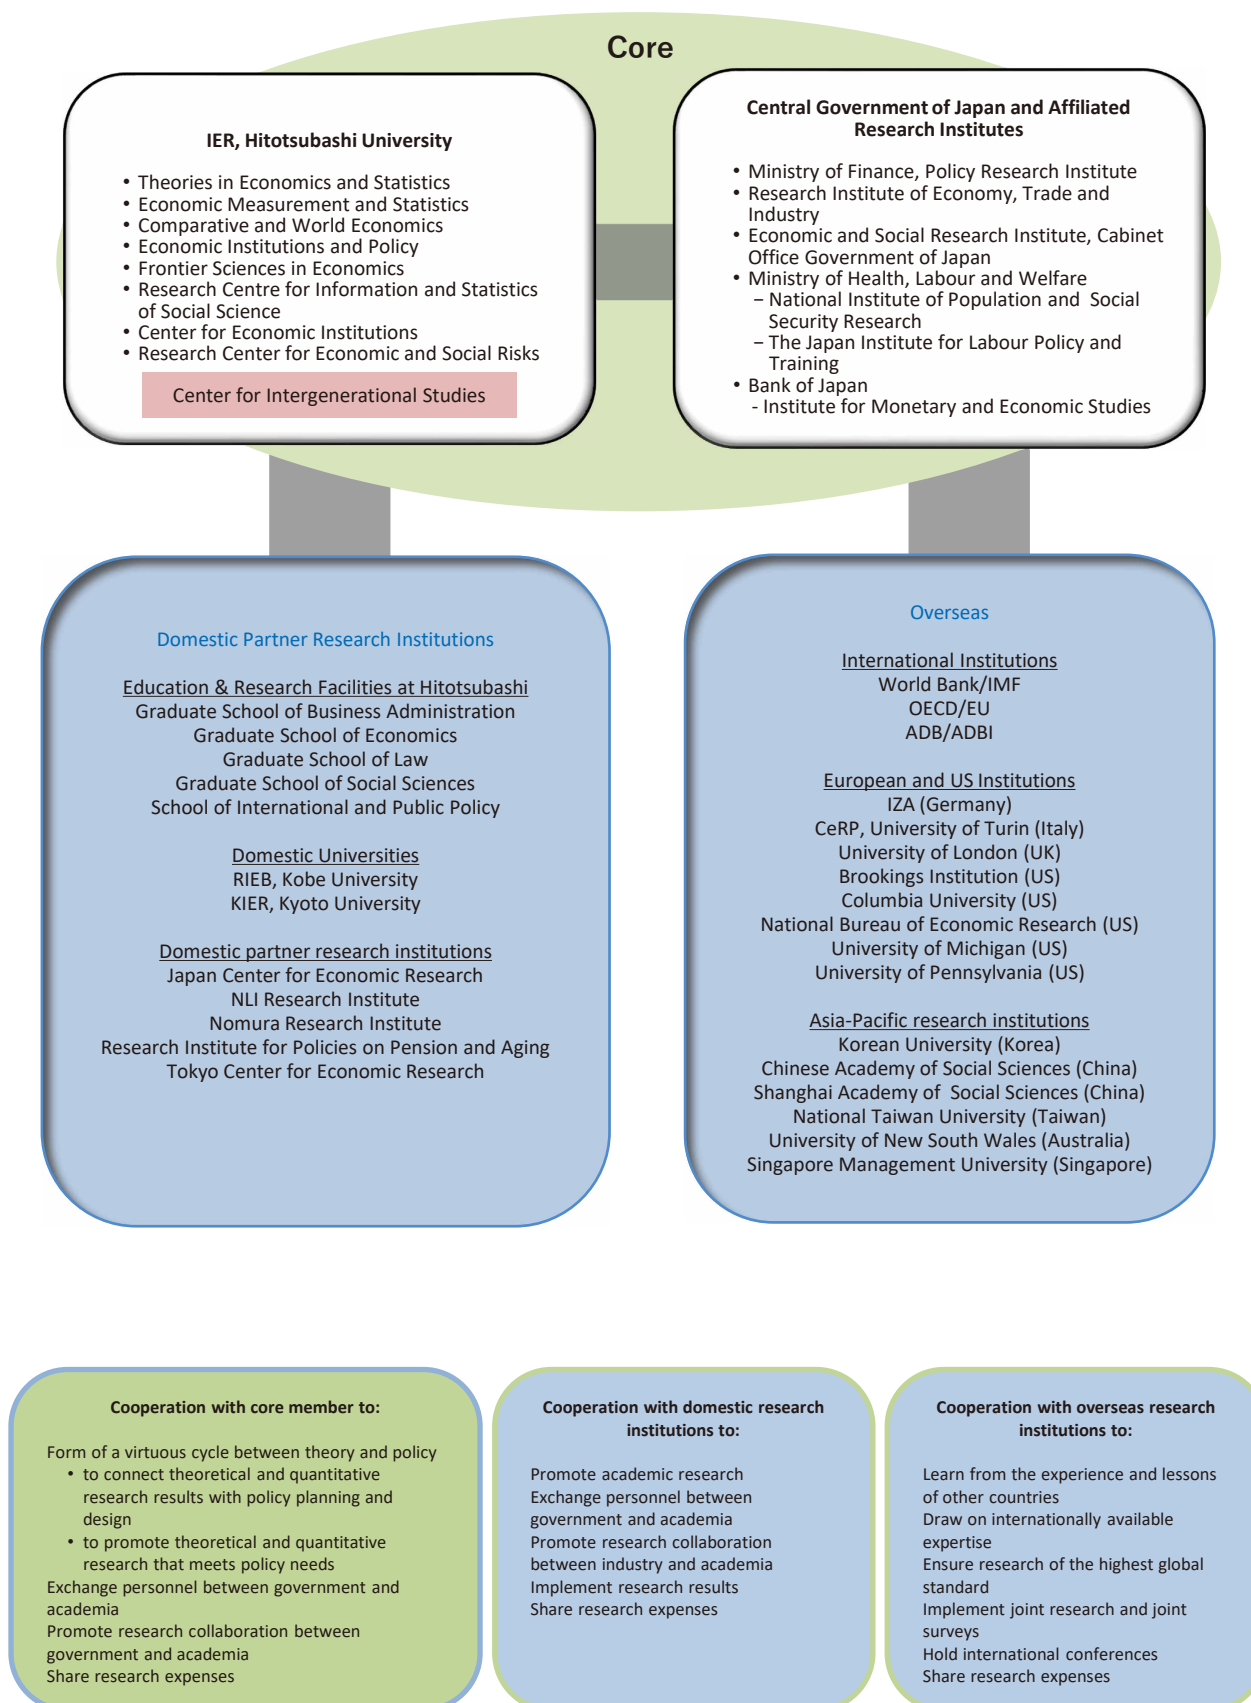 Core
IER, Hitotsubashi University
• Theories in Economics and Statistics
• Economic Measurement and Statistics
• Comparative and World Economics
• Economic Institutions and Policy
• Frontier Sciences in Economics
• Research Centre for Information and Statistics
of Social Science
• Center for Economic Institutions
• Research Center for Economic and Social Risks
Center for Intergenerational Studies
Central Government of Japan and Affiliated
Research Institutes
• Ministry of Finance, Policy Research Institute
• Research Institute of Economy, Trade and
Industry
• Economic and Social Research Institute, Cabinet
Office Government of Japan
• Ministry of Health, Labour and Welfare
– National Institute of Population and Social
Security Research
– The Japan Institute for Labour Policy and
Training
• Bank of Japan
- Institute for Monetary and Economic Studies
Domestic Partner Research Institutions
Education & Research Facilities at Hitotsubashi
Graduate School of Business Administration
Graduate School of Economics
Graduate School of Law
Graduate School of Social Sciences
School of International and Public Policy
Domestic Universities
RIEB, Kobe University
KIER, Kyoto University
Domestic partner research institutions
Japan Center for Economic Research
NLI Research Institute
Nomura Research Institute
Research Institute for Policies on Pension and Aging
Tokyo Center for Economic Research
Overseas
International Institutions
World Bank/IMF
OECD/EU
ADB/ADBI
European and US Institutions
IZA (Germany)
CeRP, University of Turin (Italy)
University of London (UK)
Brookings Institution (US)
Columbia University (US)
National Bureau of Economic Research (US)
University of Michigan (US)
University of Pennsylvania (US)
Asia-Pacific research institutions
Korean University (Korea)
Chinese Academy of Social Sciences (China)
Shanghai Academy of Social Sciences (China)
National Taiwan University (Taiwan)
University of New South Wales (Australia)
Singapore Management University (Singapore)
Cooperation with core member to:
Form of a virtuous cycle between theory and policy
• to connect theoretical and quantitative
research results with policy planning and
design
• to promote theoretical and quantitative
research that meets policy needs
Exchange personnel between government and
academia
Promote research collaboration between
government and academia
Share research expenses
Cooperation with domestic research
institutions to:
Promote academic research
Exchange personnel between
government and academia
Promote research collaboration
between industry and academia
Implement research results
Share research expenses
Cooperation with overseas research
institutions to:
Learn from the experience and lessons
of other countries
Draw on internationally available
expertise
Ensure research of the highest global
standard
Implement joint research and joint
surveys
Hold international conferences
Share research expenses